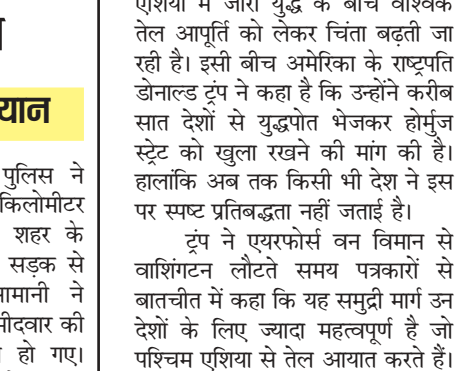 यान
पुलिस ने
किलोमीटर
शहर के
सड़क से
ने
की
हो गए।
एशिया में जारी युद्ध के बीच वैश्विक
तेल आपूर्ति को लेकर चिंता बढ़ती जा
रही है। इसी बीच अमेरिका के राष्ट्रपति
डोनाल्ड ट्रंप ने कहा है कि उन्होंने करीब
सात देशों से युद्धपोत भेजकर होर्मुज
स्ट्रेट को खुला रखने की मांग की है।
हालांकि अब तक किसी भी देश ने इस
पर स्पष्ट प्रतिबद्धता नहीं जताई है।
ट्रंप ने एयरफोर्स वन विमान से
वाशिंगटन लौटते समय पत्रकारों से
बातचीत में कहा कि यह समुद्री मार्ग उन
देशों के लिए ज्यादा महत्वपूर्ण है जो
पश्चिम एशिया से तेल आयात करते हैं।